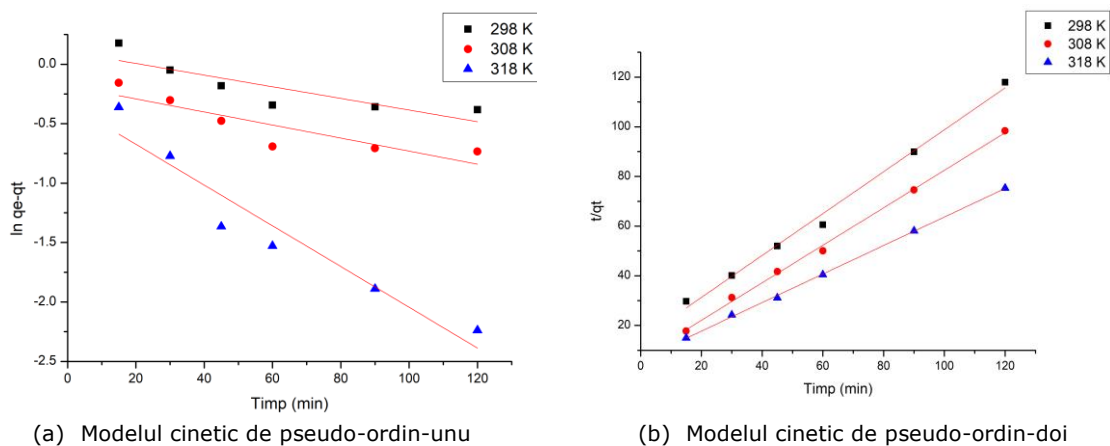 298 K
308 K
318 K
0.0
-0.5
-1.0
-1.5
-2.0
-2.5
ln qe-qt
0 20 40 60 80 100 120
Timp (min)
(a) Modelul cinetic de pseudo-ordin-unu
298 K
308 K
318 K
120
100
80
60
40
20
t/qt
0 20 40 60 80 100 120
Timp (min)
(b) Modelul cinetic de pseudo-ordin-doi